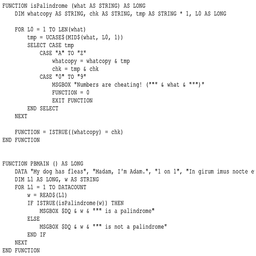 FUNCTION isPalindrome (what AS STRING) AS LONG
DIM whatcopy AS STRING, chk AS STRING, tmp AS STRING * 1, L0 AS LONG
FOR L0 = 1 TO LEN(what)
tmp = UCASE$(MID$(what, L0, 1))
SELECT CASE tmp
CASE "A" TO "Z"
whatcopy = whatcopy & tmp
chk = tmp & chk
CASE "0" TO "9"
MSGBOX "Numbers are cheating! (""" & what & """)"
FUNCTION = 0
EXIT FUNCTION
END SELECT
NEXT
FUNCTION = ISTRUE((whatcopy) = chk)
END FUNCTION
FUNCTION PBMAIN () AS LONG
DATA "My dog has fleas", "Madam, I'm Adam.", "1 on 1", "In girum imus nocte e
DIM L1 AS LONG, w AS STRING
FOR L1 = 1 TO DATACOUNT
w = READ$(L1)
IF ISTRUE(isPalindrome(w)) THEN
MSGBOX $DQ & w & """ is a palindrome"
ELSE
MSGBOX $DQ & w & """ is not a palindrome"
END IF
NEXT
END FUNCTION